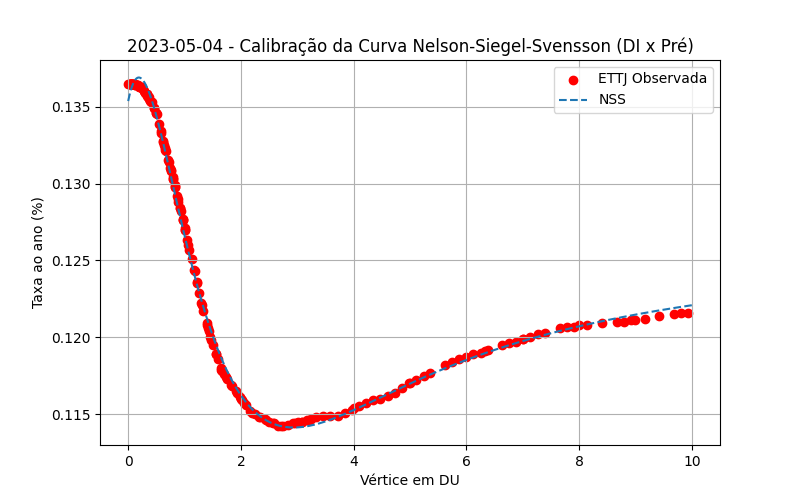 2023-05-04 - Calibração da Curva Nelson-Siegel-Svensson (DI x Pré)
ETTJ Observada
NSS
Taxa ao ano (%)
0.135
0.130
0.125
0.120
0.115
0 2 4 6 8 10
Vértice em DU